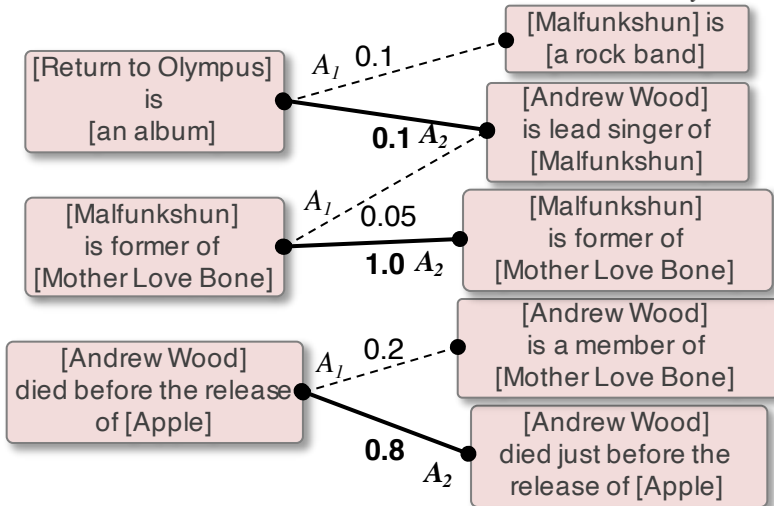 [Malfunkshun] is
[a rock band]
[Return to Olympus]
is
[an album]
A1 0.1
[Andrew Wood]
is lead singer of
[Malfunkshun]
0.1 A2
[Malfunkshun]
is former of
[Mother Love Bone]
A1
0.05
1.0 A2
[Malfunkshun]
is former of
[Mother Love Bone]
[Andrew Wood]
died before the release
of [Apple]
A1 0.2
[Andrew Wood]
is a member of
[Mother Love Bone]
0.8
A2
[Andrew Wood]
died just before the
release of [Apple]